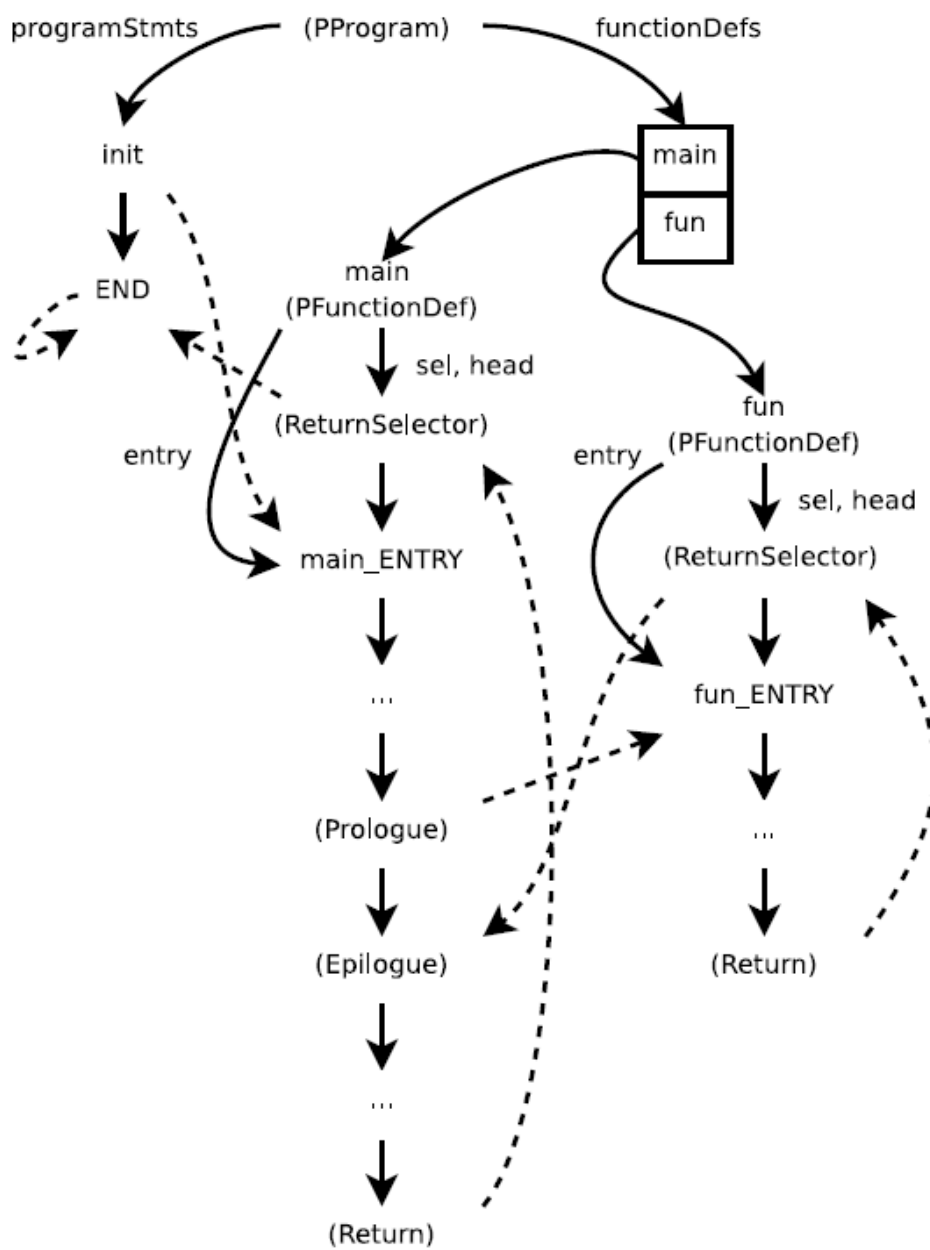 programStmts (PProgram) functionDefs
init
main
fun
END
main
(PFunctionDef)
sel, head
(ReturnSelector)
entry
main_ENTRY
...
(Prologue)
(Epilogue)
...
(Return)
fun
(PFunctionDef)
entry
sel, head
(ReturnSelector)
fun_ENTRY
...
(Return)